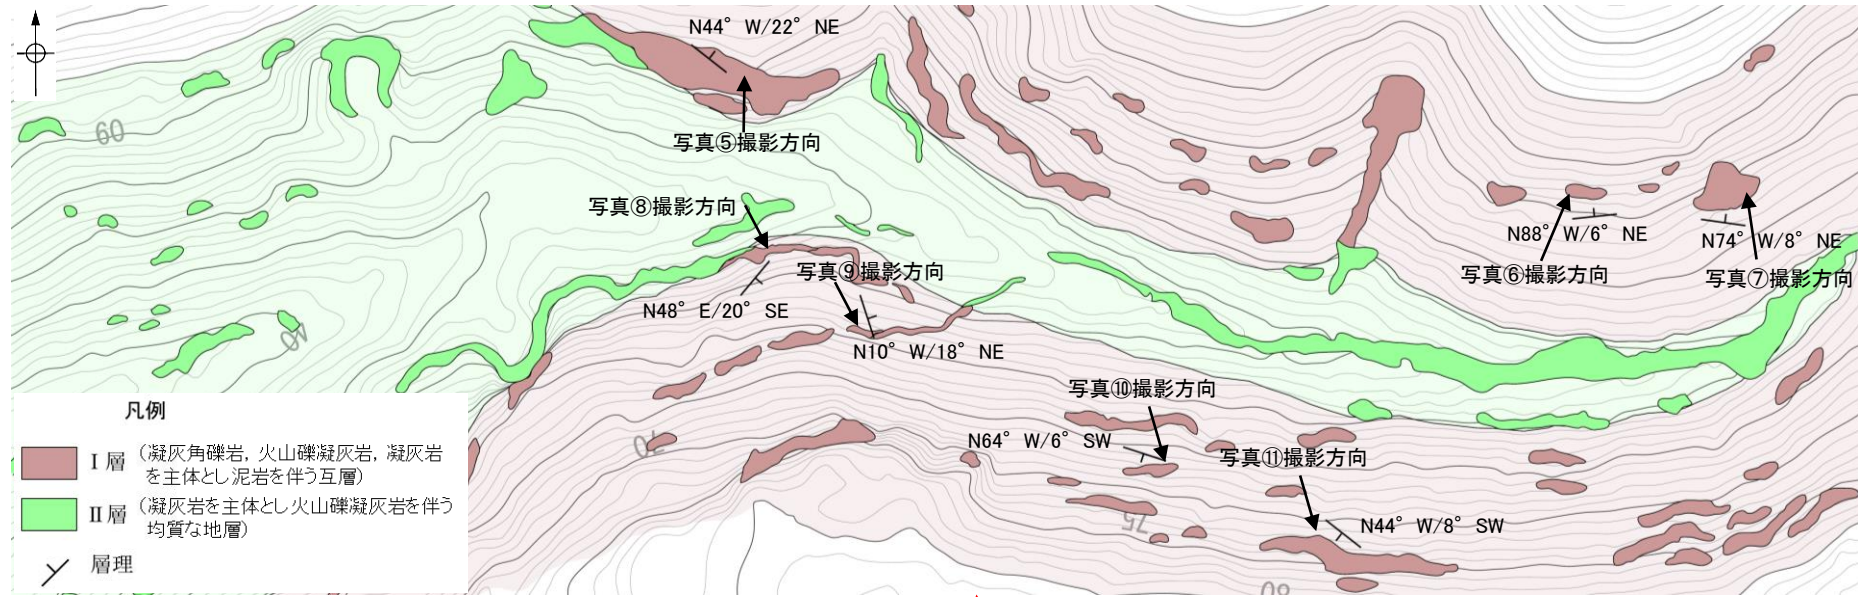 N44° W/22° NE
60
写真⑤撮影方向
写真⑧撮影方向
N88° W/6° NE
N74° W/8° NE
写真⑨撮影方向
写真⑥撮影方向
写真⑦撮影方向
N48° E/20° SE
40
N10° W/18° NE
写真⑩撮影方向
70
N64° W/6° SW
写真⑪撮影方向
75
N44° W/8° SW
80
凡例
Ⅰ層 (凝灰角礫岩, 火山礫凝灰岩, 凝灰岩
を主体とし泥岩を伴う互層)
Ⅱ層 (凝灰岩を主体とし火山礫凝灰岩を伴う
均質な地層)
層理